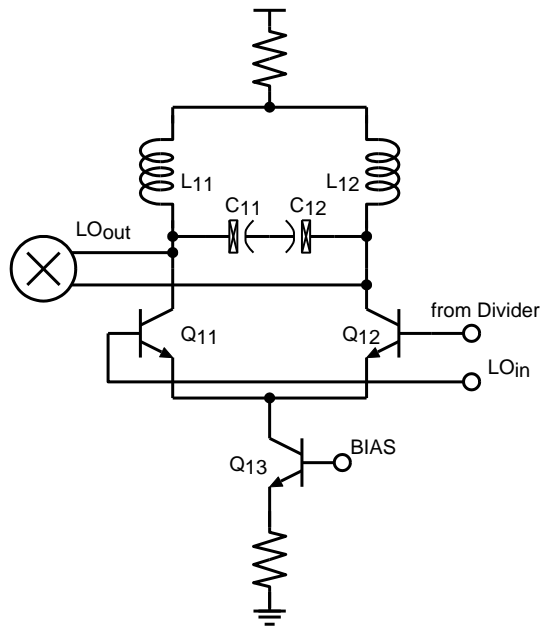 L11
L12
C11
C12
LOout
Q11
Q12
from Divider
LOin
Q13
BIAS